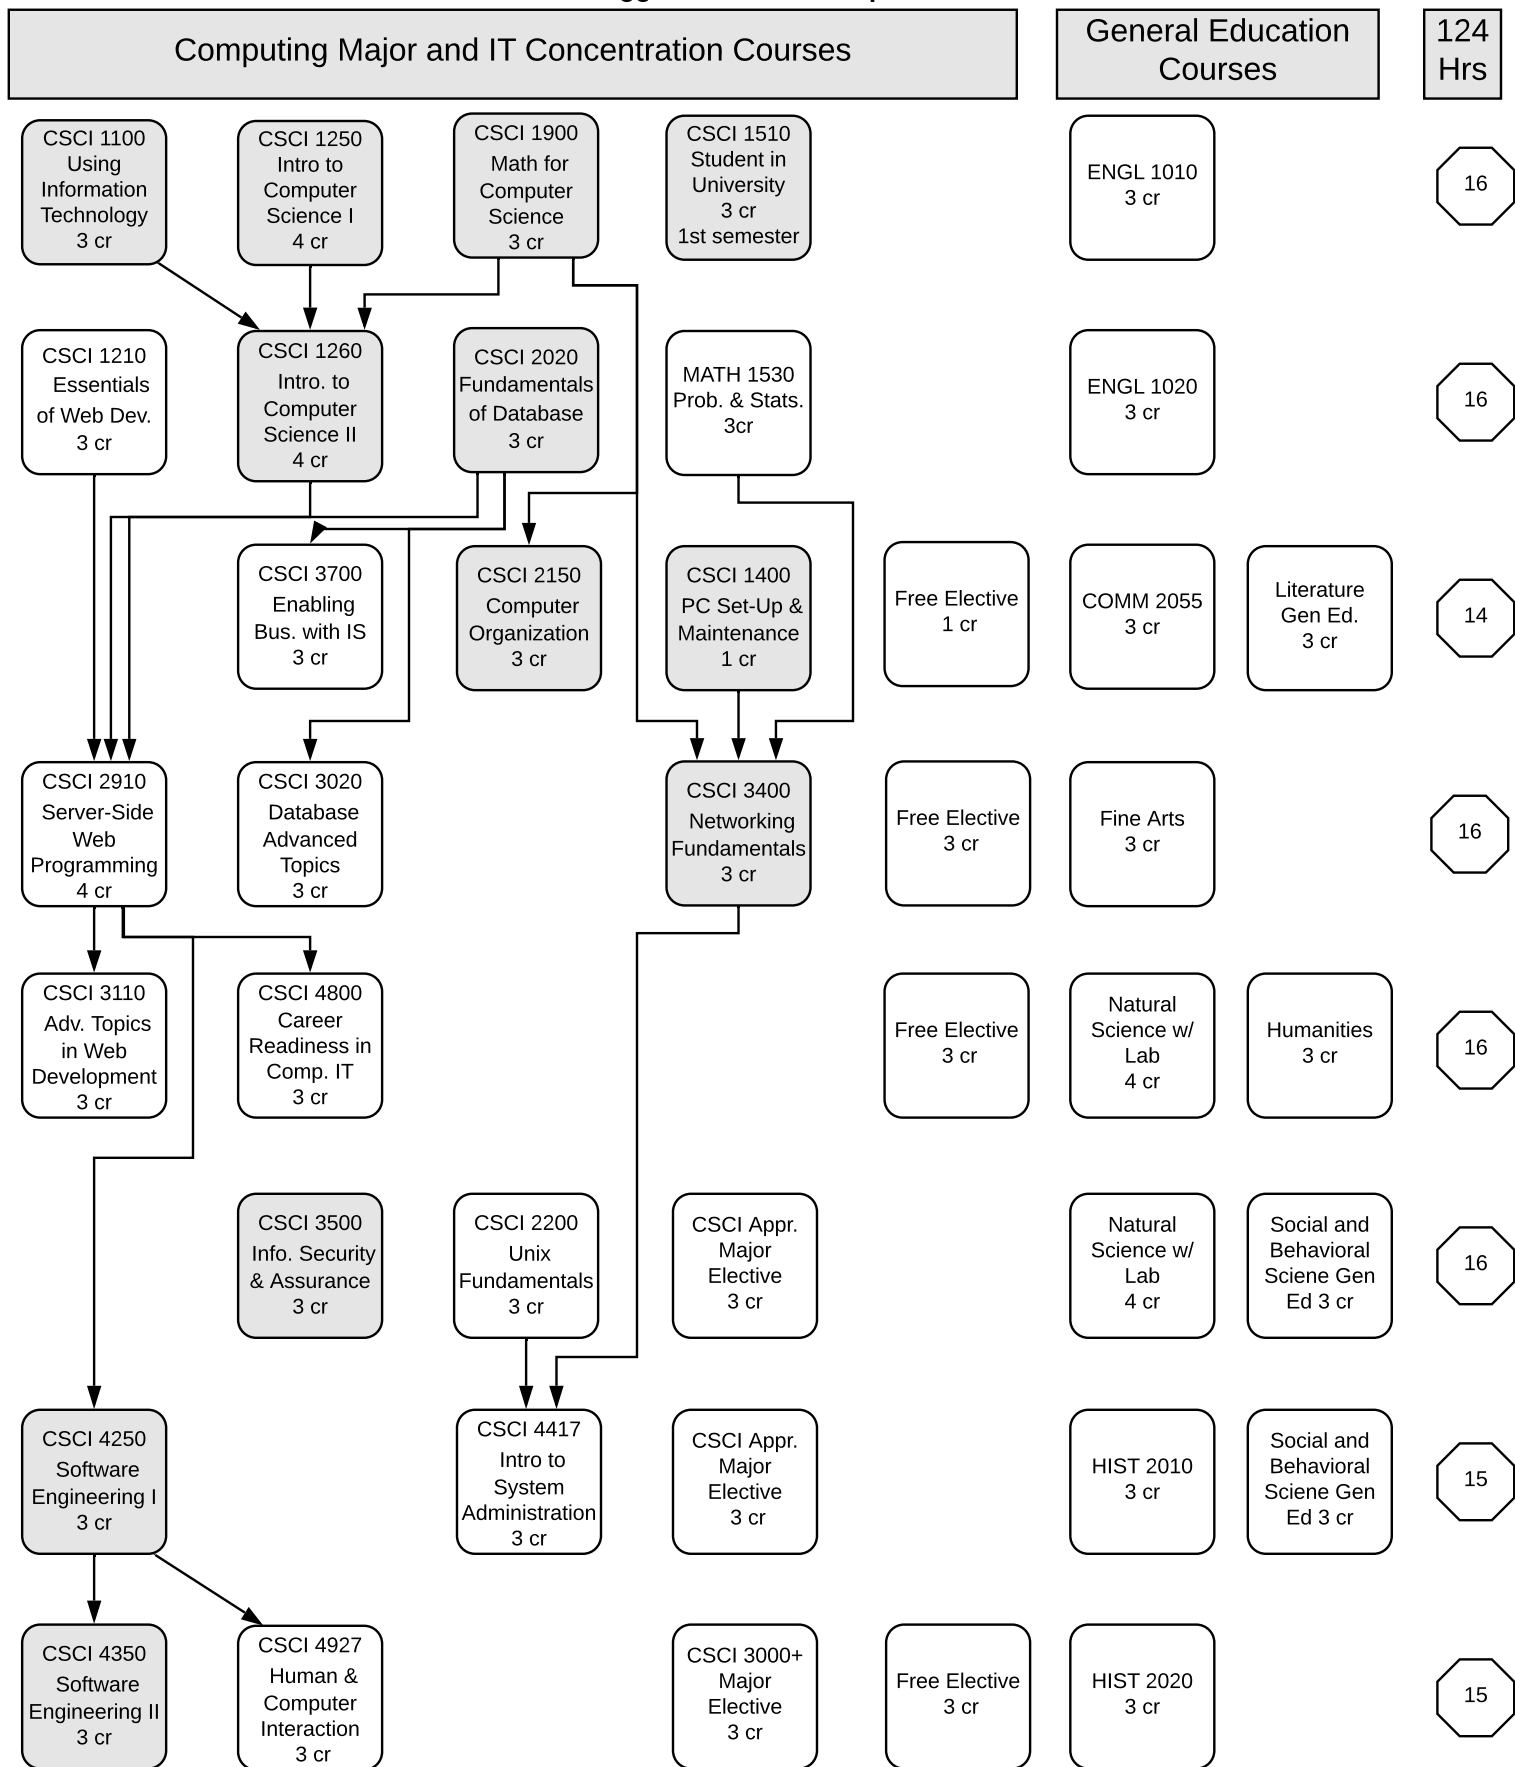 Computing Major and IT Concentration Courses
General Education
Courses
124
Hrs
CSCI 1100
Using
Information
Technology
3 cr
CSCI 1250
Intro to
Computer
Science I
4 cr
CSCI 1900
Math for
Computer
Science
3 cr
CSCI 1510
Student in
University
3 cr
1st semester
ENGL 1010
3 cr
16
CSCI 1210
Essentials
of Web Dev.
3 cr
CSCI 1260
Intro. to
Computer
Science II
4 cr
CSCI 2020
Fundamentals
of Database
3 cr
MATH 1530
Prob. & Stats.
3cr
ENGL 1020
3 cr
16
CSCI 3700
Enabling
Bus. with IS
3 cr
CSCI 2150
Computer
Organization
3 cr
CSCI 1400
PC Set-Up &
Maintenance
1 cr
Free Elective
1 cr
COMM 2055
3 cr
Literature
Gen Ed.
3 cr
14
CSCI 2910
Server-Side
Web
Programming
4 cr
CSCI 3020
Database
Advanced
Topics
3 cr
CSCI 3400
Networking
Fundamentals
3 cr
Free Elective
3 cr
Fine Arts
3 cr
16
CSCI 3110
Adv. Topics
in Web
Development
3 cr
CSCI 4800
Career
Readiness in
Comp. IT
3 cr
Free Elective
3 cr
Natural
Science w/
Lab
4 cr
Humanities
3 cr
16
CSCI 3500
Info. Security
& Assurance
3 cr
CSCI 2200
Unix
Fundamentals
3 cr
CSCI Appr.
Major
Elective
3 cr
Natural
Science w/
Lab
4 cr
Social and
Behavioral
Sciene Gen
Ed 3 cr
16
CSCI 4250
Software
Engineering I
3 cr
CSCI 4417
Intro to
System
Administration
3 cr
CSCI Appr.
Major
Elective
3 cr
HIST 2010
3 cr
Social and
Behavioral
Sciene Gen
Ed 3 cr
15
CSCI 4350
Software
Engineering II
3 cr
CSCI 4927
Human &
Computer
Interaction
3 cr
CSCI 3000+
Major
Elective
3 cr
Free Elective
3 cr
HIST 2020
3 cr
15